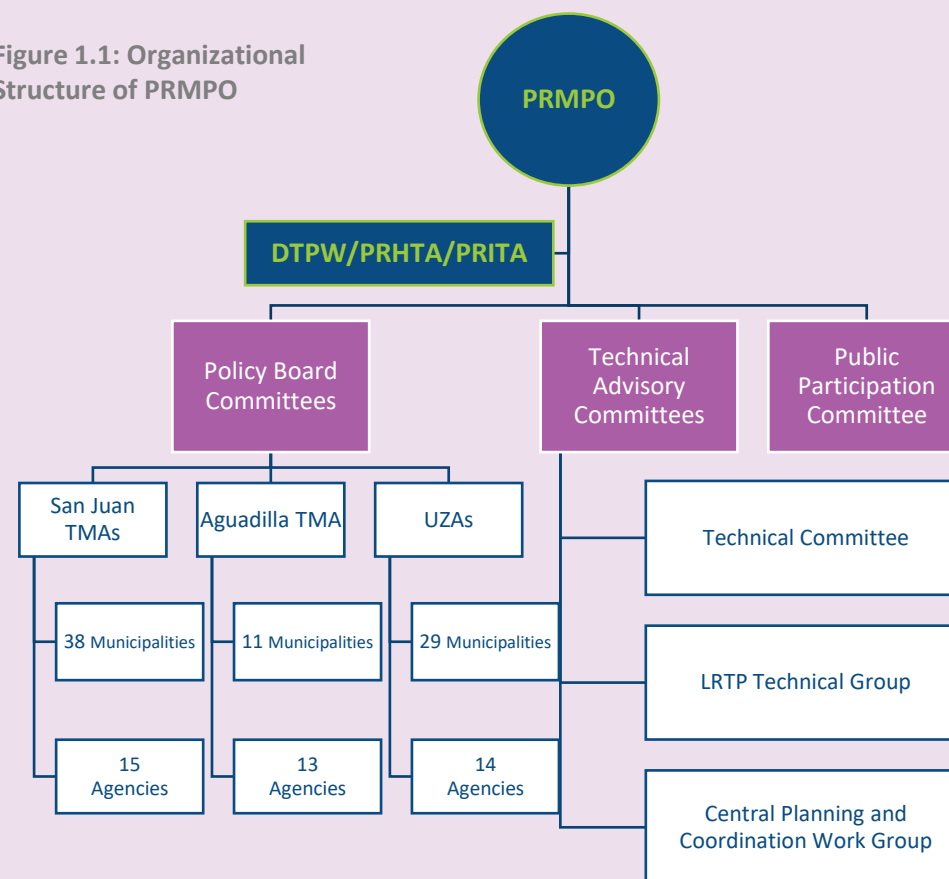 Figure 1.1: Organizational
Structure of PRMPO
PRMPO
DTPW/PRHTA/PRITA
Policy Board
Committees
Technical
Advisory
Committees
Public
Participation
Committee
San Juan
TMAs
Aguadilla TMA
UZAs
38 Municipalities
11 Municipalities
29 Municipalities
15
Agencies
13
Agencies
14
Agencies
Technical Committee
LRTP Technical Group
Central Planning and
Coordination Work Group